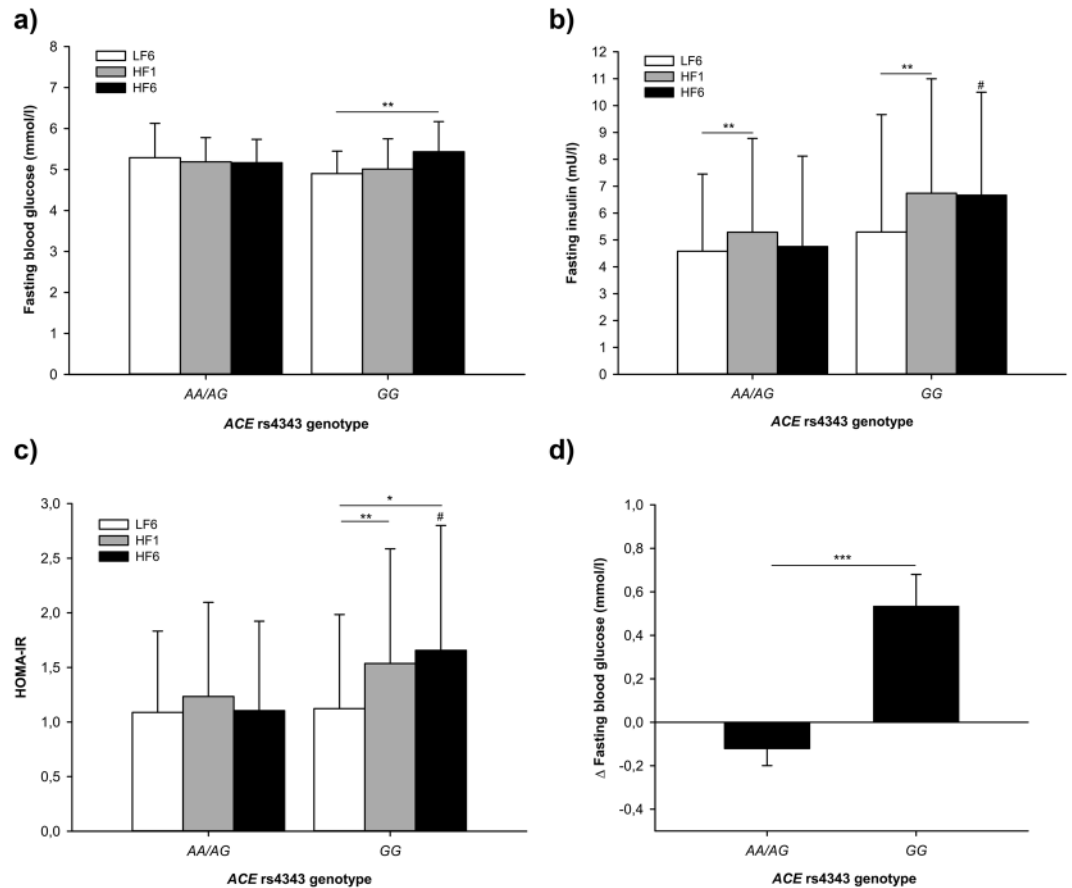 a)
8
7
6
5
4
3
2
1
0
Fasting blood glucose (mmol/l)
LF6
HF1
HF6
**
AA/AG
GG
ACE rs4343 genotype
b)
12
11
10
9
8
7
6
5
4
3
2
1
0
Fasting insulin (mU/l)
LF6
HF1
HF6
**
**
#
AA/AG
GG
ACE rs4343 genotype
c)
3,0
2,5
2,0
1,5
1,0
0,5
0,0
HOMA-IR
LF6
HF1
HF6
*
**
#
AA/AG
GG
ACE rs4343 genotype
d)
1,0
0,8
0,6
0,4
0,2
0,0
-0,2
-0,4
Δ Fasting blood glucose (mmol/l)
***
AA/AG
GG
ACE rs4343 genotype